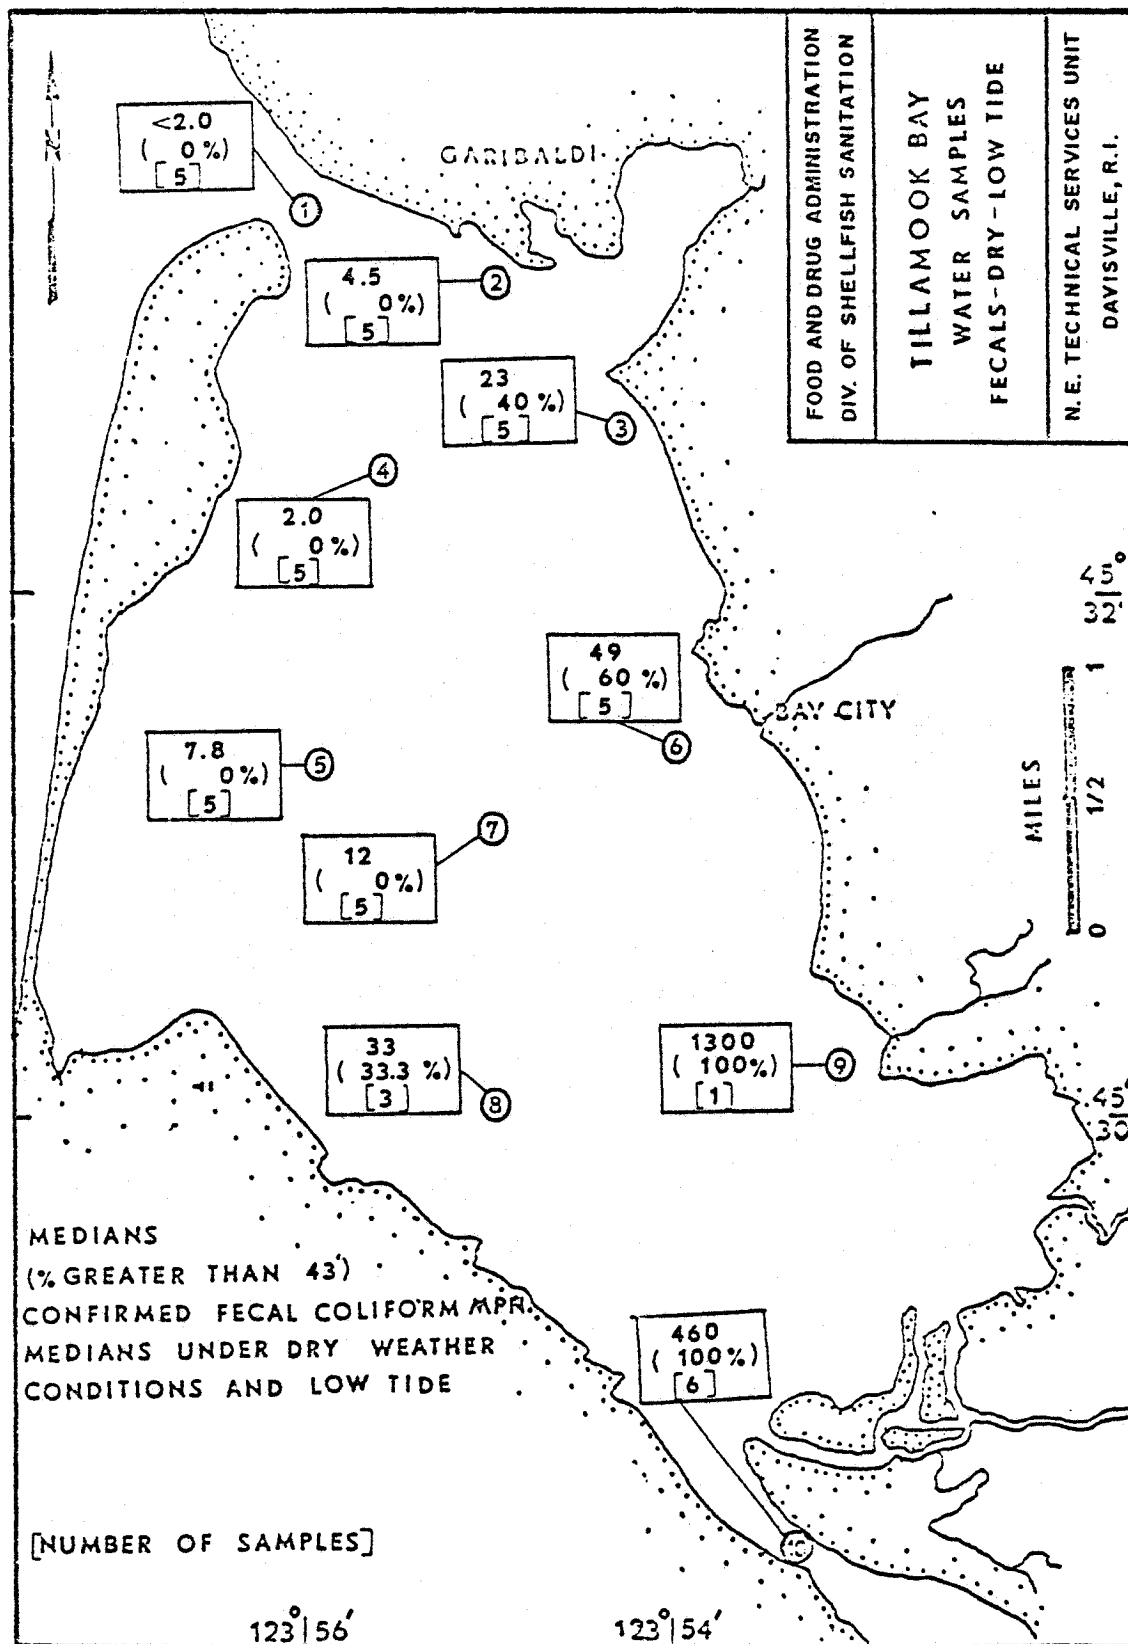 FOOD AND DRUG ADMINISTRATION
DIV. OF SHELLFISH SANITATION
TILLAMOOK BAY
WATER SAMPLES
FECALS-DRY-LOW TIDE
N.E. TECHNICAL SERVICES UNIT
DAVISVILLE, R.I.
N
<2.0
( 0%)
[5]
1
GARIBALDI
4.5
( 0%)
[5]
2
23
( 40%)
[5]
3
4
2.0
( 0%)
[5]
45°
32'
49
( 60%)
[5]
6
BAY CITY
7.8
( 0%)
[5]
5
12
( 0%)
[5]
7
MILES
0 1/2 1
33
( 33.3 %)
[3]
8
1300
( 100%)
[1]
9
45°
30'
MEDIANS
(% GREATER THAN 43)
CONFIRMED FECAL COLIFORM MPN.
MEDIANS UNDER DRY WEATHER
CONDITIONS AND LOW TIDE
460
( 100%)
[6]
10
[NUMBER OF SAMPLES]
123°|56'
123°|54'